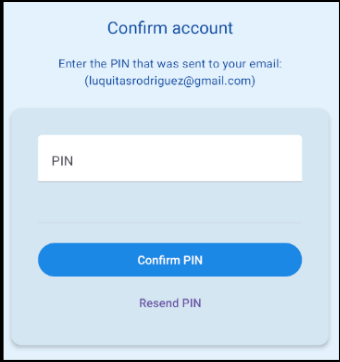 Confirm account
Enter the PIN that was sent to your email:
(luquitasrodriguez@gmail.com)
PIN
Confirm PIN
Resend PIN